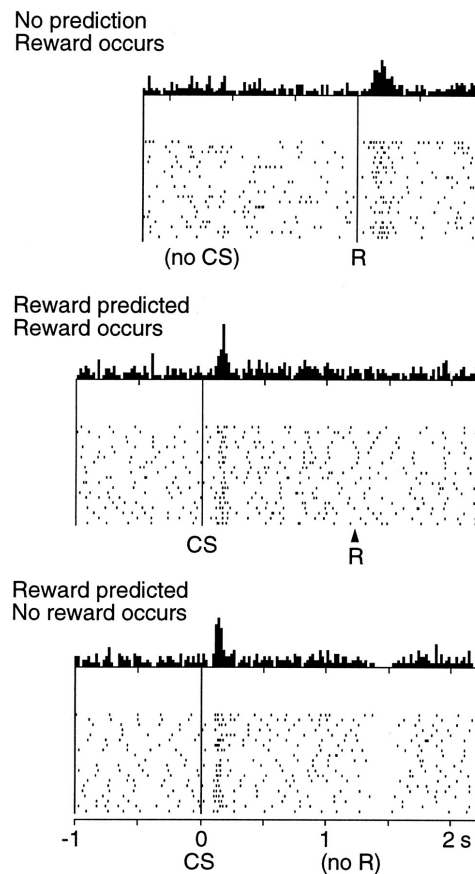 No prediction
Reward occurs
(no CS) R
Reward predicted
Reward occurs
CS
R
Reward predicted
No reward occurs
-1 0 1 2 s
CS (no R)